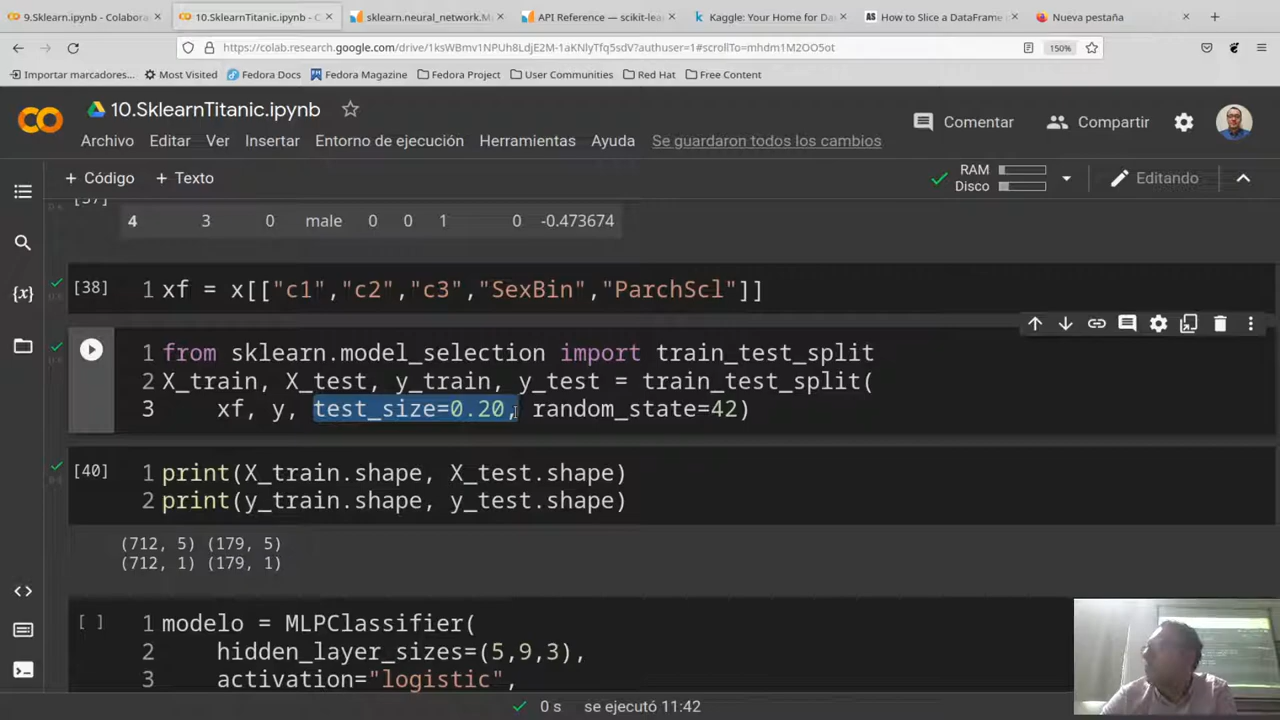 9.SklearnTitanic.ipynb - Colabora
10.SklearnTitanic.ipynb - Col
sklearn.neural_network.M
API Reference — scikit-lea
Kaggle: Your Home for Da
AS How to Slice a DataFrame
Nueva pestaña
https://colab.research.google.com/drive/1ksWBmv1NPUh8LdjE2M-1aKNlyTfq5sdV?authuser=1#scrollTo=mhdm1M2OO5ot
150%
Importar marcadores...
Most Visited
Fedora Docs
Fedora Magazine
Fedora Project
User Communities
Red Hat
Free Content
10.SklearnTitanic.ipynb
Comentar
Compartir
Archivo Editar Ver Insertar Entorno de ejecución Herramientas Ayuda Se guardaron todos los cambios
+ Código + Texto
RAM
Disco
Editando
[37]
4 3 0 male 0 0 1 0 -0.473674
[38] 1 xf = x[["c1","c2","c3","SexBin","ParchScl"]]
1 from sklearn.model_selection import train_test_split
2 X_train, X_test, y_train, y_test = train_test_split(
3 xf, y, test_size=0.20, random_state=42)
[40] 1 print(X_train.shape, X_test.shape)
2 print(y_train.shape, y_test.shape)
(712, 5) (179, 5)
(712, 1) (179, 1)
[ ] 1 modelo = MLPClassifier(
2 hidden_layer_sizes=(5,9,3),
3 activation="logistic",
0 s se ejecutó 11:42